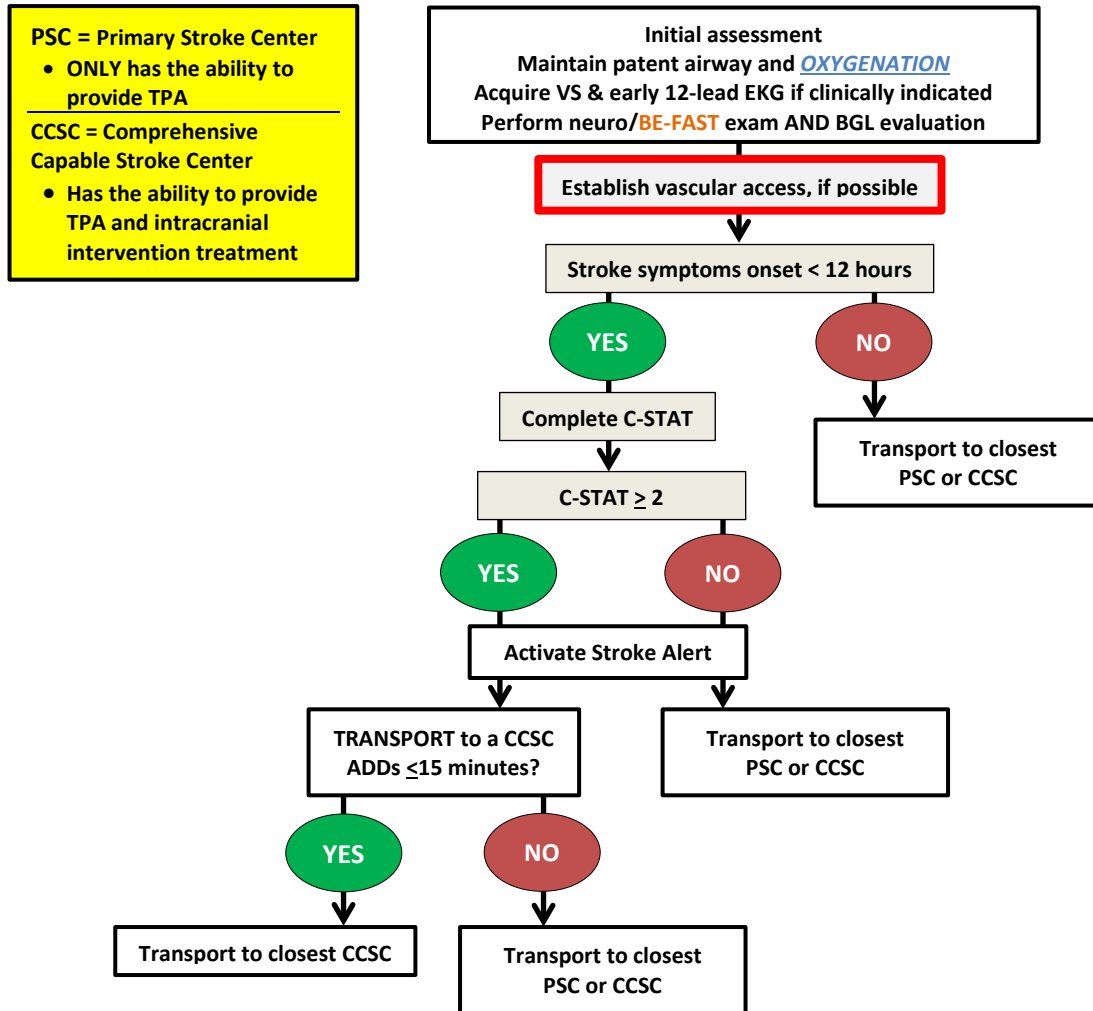 PSC = Primary Stroke Center
• ONLY has the ability to
provide TPA
CCSC = Comprehensive
Capable Stroke Center
• Has the ability to provide
TPA and intracranial
intervention treatment
Initial assessment
Maintain patent airway and OXYGENATION
Acquire VS & early 12-lead EKG if clinically indicated
Perform neuro/BE-FAST exam AND BGL evaluation
Establish vascular access, if possible
Stroke symptoms onset < 12 hours
YES
NO
Complete C-STAT
Transport to closest
PSC or CCSC
C-STAT ≥ 2
YES
NO
Activate Stroke Alert
TRANSPORT to a CCSC
ADDs ≤15 minutes?
Transport to closest
PSC or CCSC
YES
NO
Transport to closest CCSC
Transport to closest
PSC or CCSC